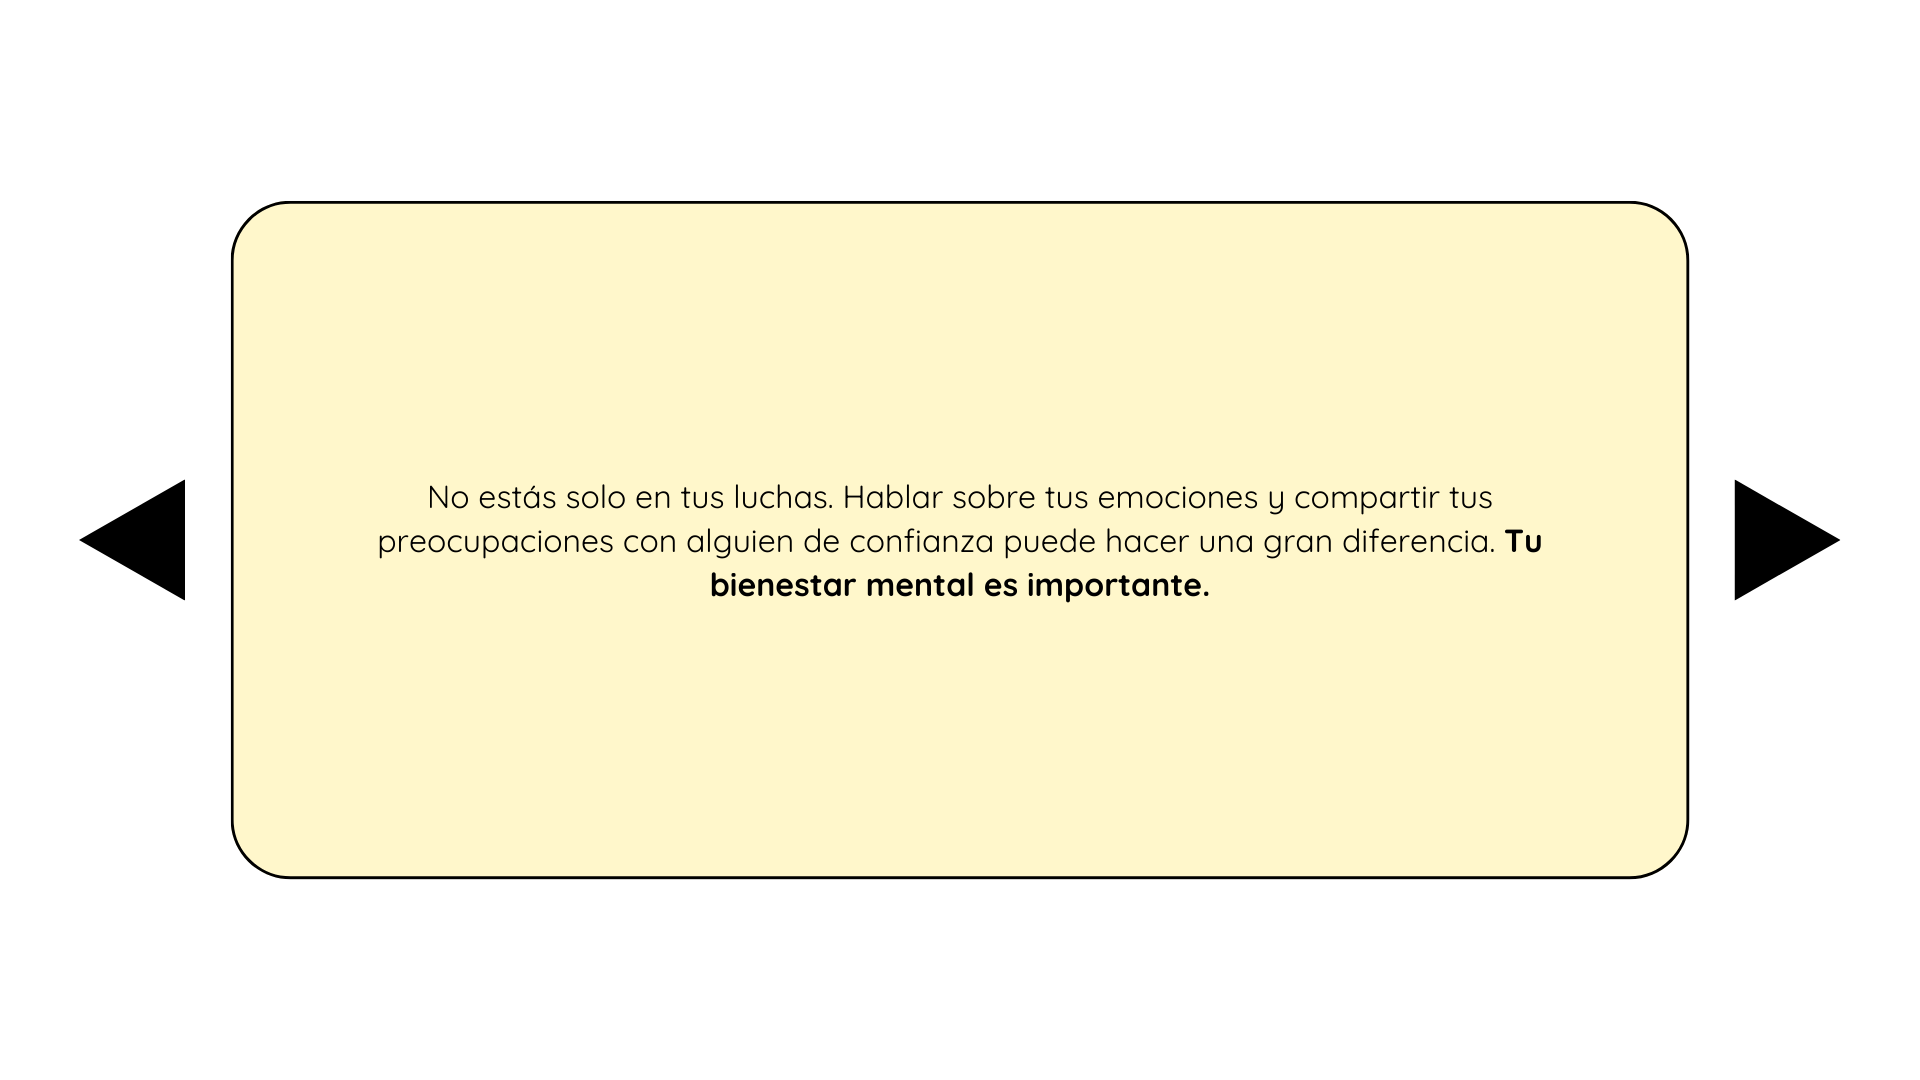 No estás solo en tus luchas. Hablar sobre tus emociones y compartir tus
preocupaciones con alguien de confianza puede hacer una gran diferencia. Tu
bienestar mental es importante.